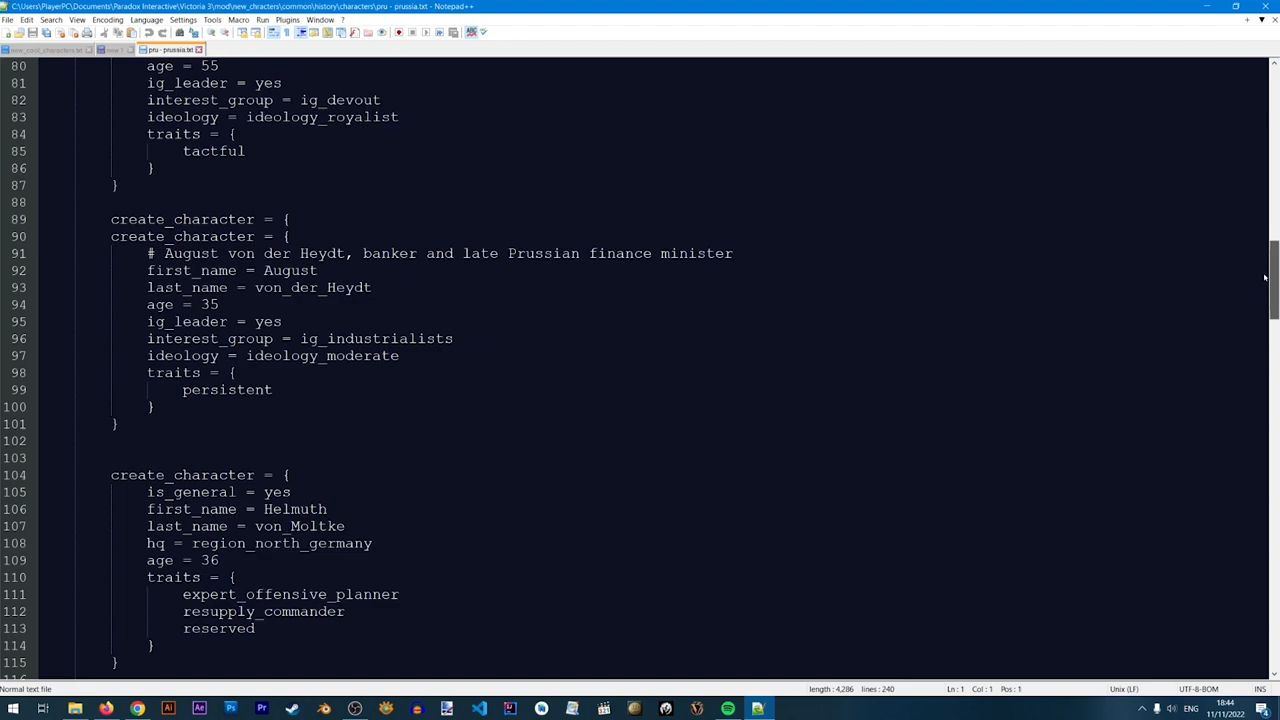 C:\Users\PlayerPC\Documents\Paradox Interactive\Victoria 3\mod\new_chracters\common\history\characters\pru - prussia.txt - Notepad++
File Edit Search View Encoding Language Settings Tools Macro Run Plugins Window ?
new_cool_characters.txt new 1 pru - prussia.txt
80 age = 55
81 ig_leader = yes
82 interest_group = ig_devout
83 ideology = ideology_royalist
84 traits = {
85 tactful
86 }
87 }
88
89 create_character = {
90 create_character = {
91 # August von der Heydt, banker and late Prussian finance minister
92 first_name = August
93 last_name = von_der_Heydt
94 age = 35
95 ig_leader = yes
96 interest_group = ig_industrialists
97 ideology = ideology_moderate
98 traits = {
99 persistent
100 }
101 }
102
103
104 create_character = {
105 is_general = yes
106 first_name = Helmuth
107 last_name = von_Moltke
108 hq = region_north_germany
109 age = 36
110 traits = {
111 expert_offensive_planner
112 resupply_commander
113 reserved
114 }
115 }
Normal text file length : 4,286 lines : 240 Ln : 1 Col : 1 Pos : 1 Unix (LF) UTF-8-BOM INS
ENG 18:44
11/11/2022